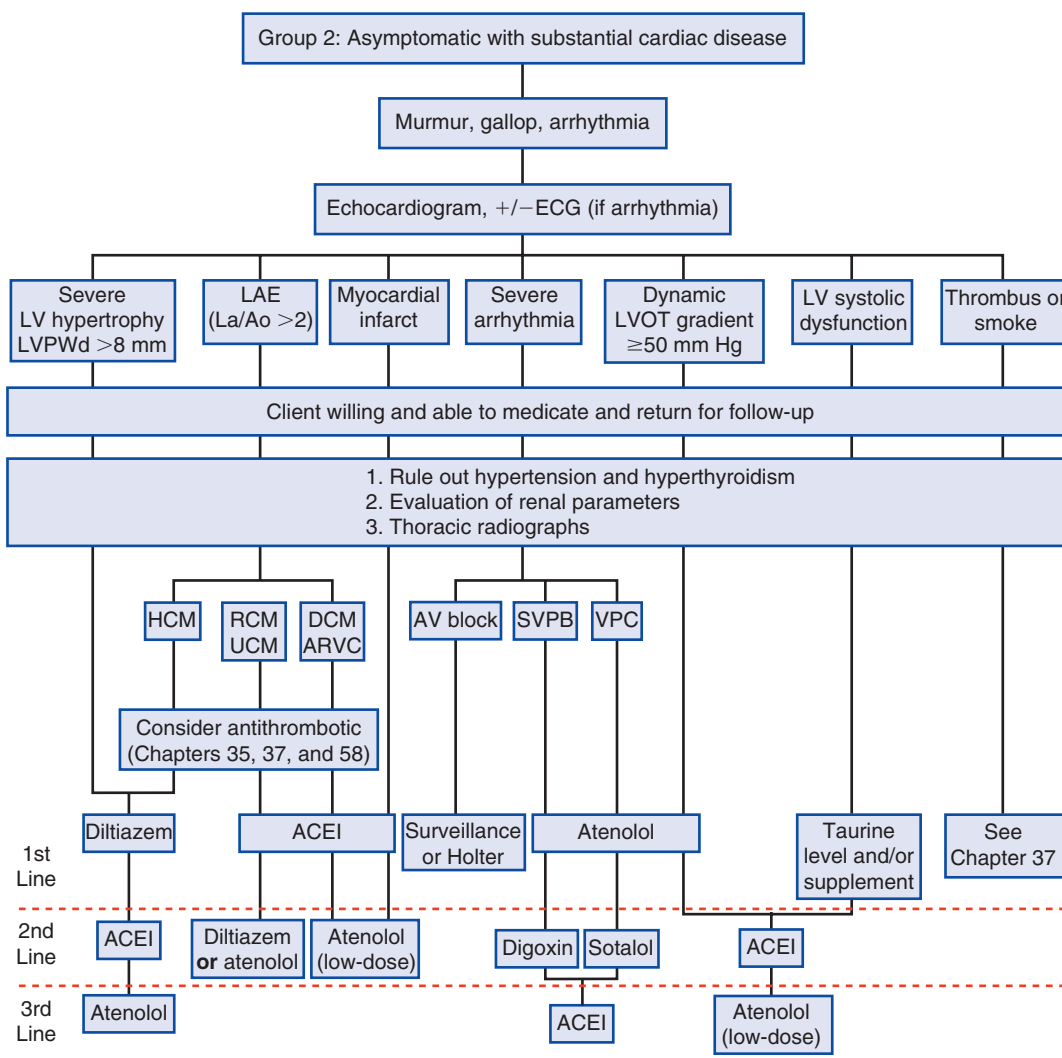 Group 2: Asymptomatic with substantial cardiac disease
Murmur, gallop, arrhythmia
Echocardiogram, +/−ECG (if arrhythmia)
Severe
LV hypertrophy
LVPWd >8 mm
LAE
(La/Ao >2)
Myocardial
infarct
Severe
arrhythmia
Dynamic
LVOT gradient
≥50 mm Hg
LV systolic
dysfunction
Thrombus or
smoke
Client willing and able to medicate and return for follow-up
1. Rule out hypertension and hyperthyroidism
2. Evaluation of renal parameters
3. Thoracic radiographs
HCM
RCM
UCM
DCM
ARVC
AV block
SVPB
VPC
Consider antithrombotic
(Chapters 35, 37, and 58)
1st
Line
Diltiazem
ACEI
Surveillance
or Holter
Atenolol
Taurine
level and/or
supplement
See
Chapter 37
2nd
Line
ACEI
Diltiazem
or atenolol
Atenolol
(low-dose)
Digoxin
Sotalol
ACEI
3rd
Line
Atenolol
ACEI
Atenolol
(low-dose)